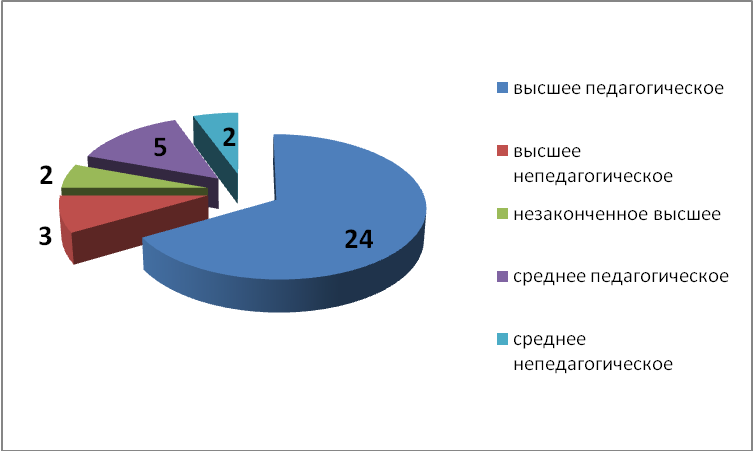 2
5
2
3
24
высшее педагогическое
высшее
непедагогическое
незаконченное высшее
среднее педагогическое
среднее
непедагогическое